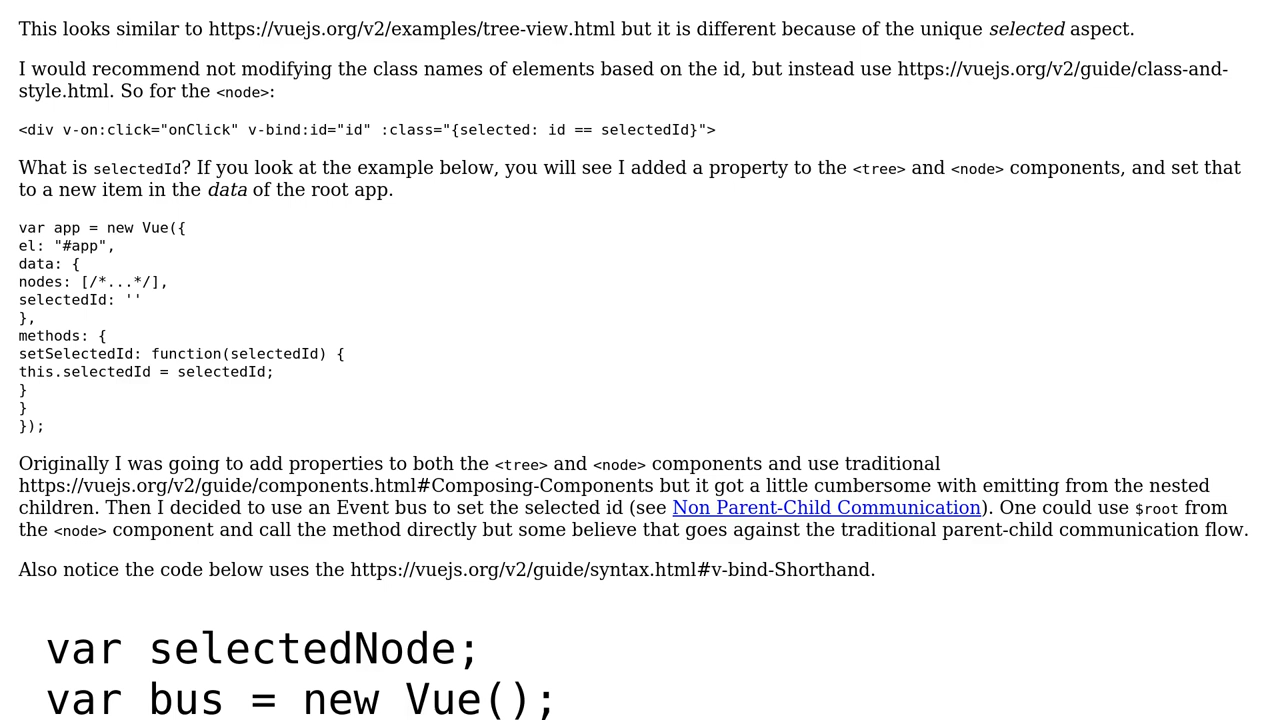 This looks similar to https://vuejs.org/v2/examples/tree-view.html but it is different because of the unique selected aspect.
I would recommend not modifying the class names of elements based on the id, but instead use https://vuejs.org/v2/guide/class-and-
style.html. So for the <node>:
<div v-on:click="onClick" v-bind:id="id" :class="{selected: id == selectedId}">
What is selectedId? If you look at the example below, you will see I added a property to the <tree> and <node> components, and set that
to a new item in the data of the root app.
var app = new Vue({
el: "#app",
data: {
nodes: [/*...*/],
selectedId: ''
},
methods: {
setSelectedId: function(selectedId) {
this.selectedId = selectedId;
}
}
});
Originally I was going to add properties to both the <tree> and <node> components and use traditional
https://vuejs.org/v2/guide/components.html#Composing-Components but it got a little cumbersome with emitting from the nested
children. Then I decided to use an Event bus to set the selected id (see Non Parent-Child Communication). One could use $root from
the <node> component and call the method directly but some believe that goes against the traditional parent-child communication flow.
Also notice the code below uses the https://vuejs.org/v2/guide/syntax.html#v-bind-Shorthand.
var selectedNode;
var bus = new Vue();